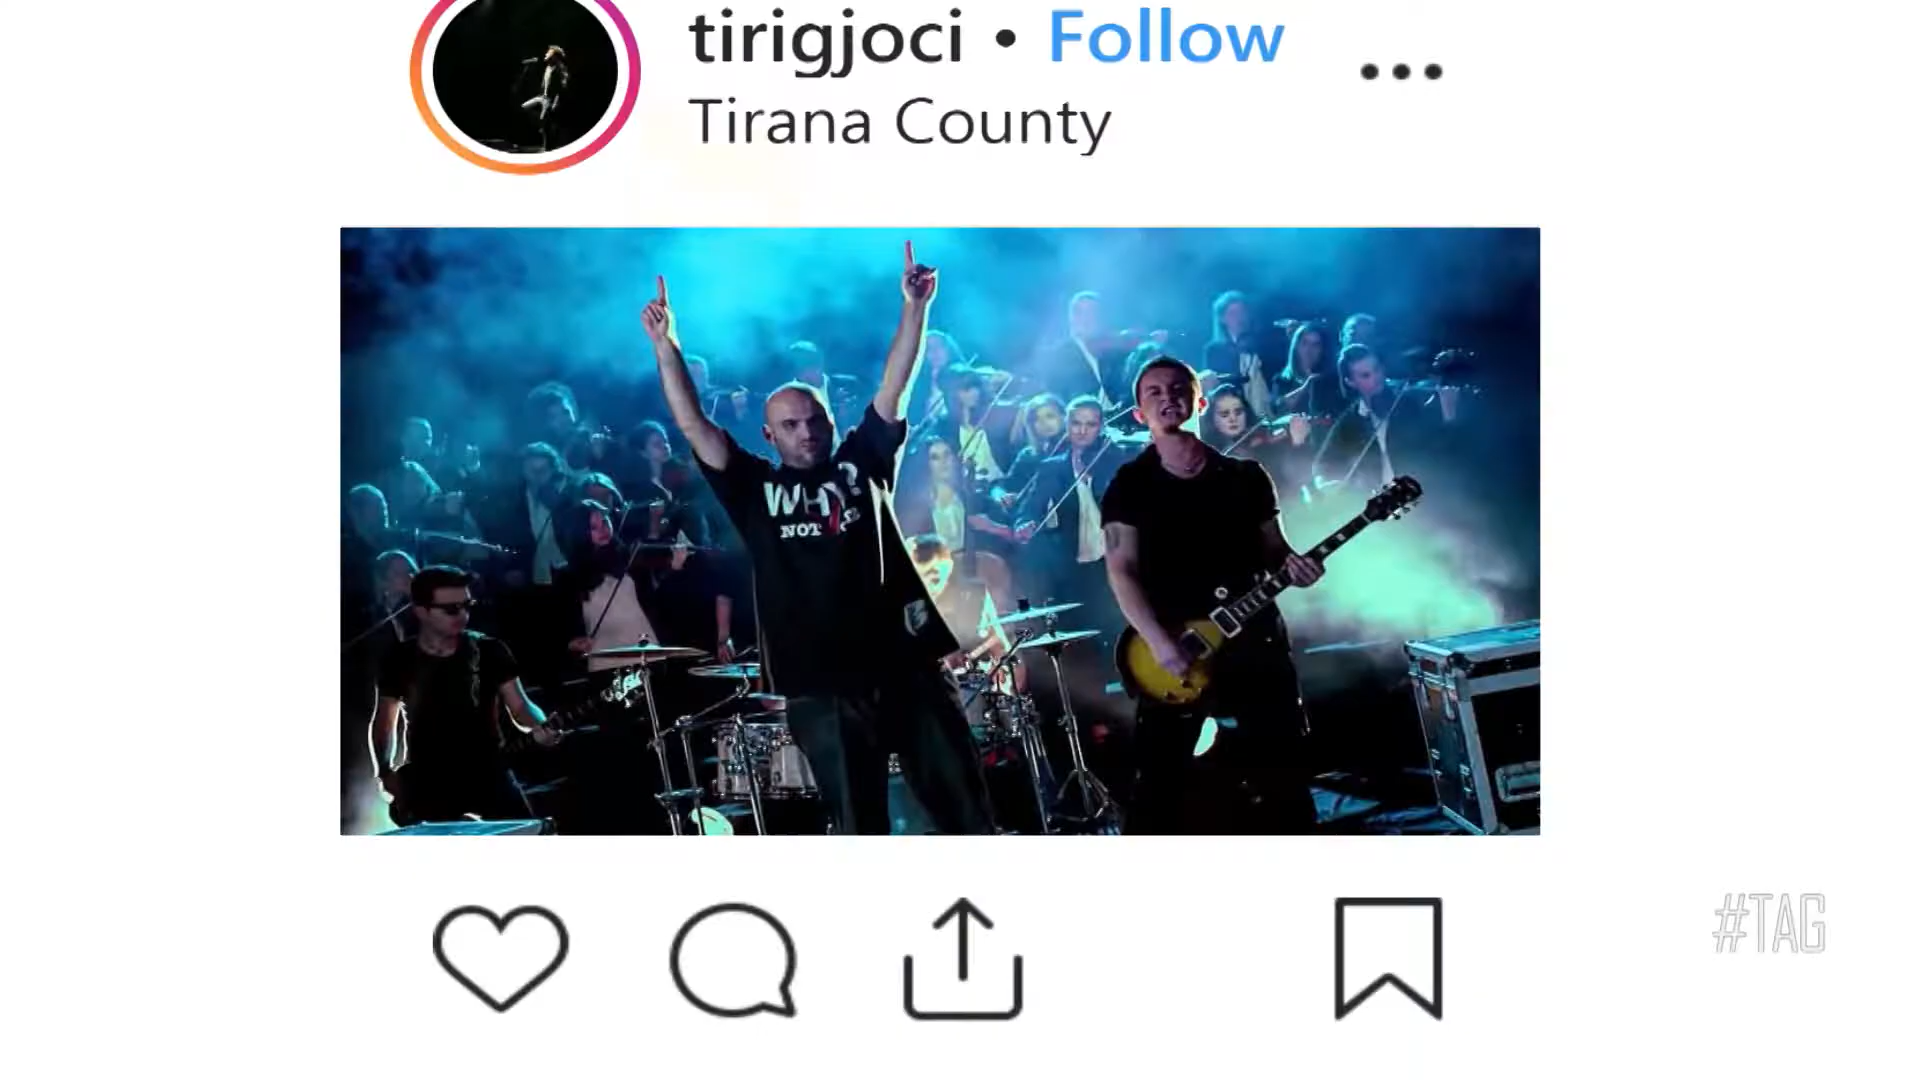 tirigjoci • Follow
Tirana County
WHY?
NOT
#TAG